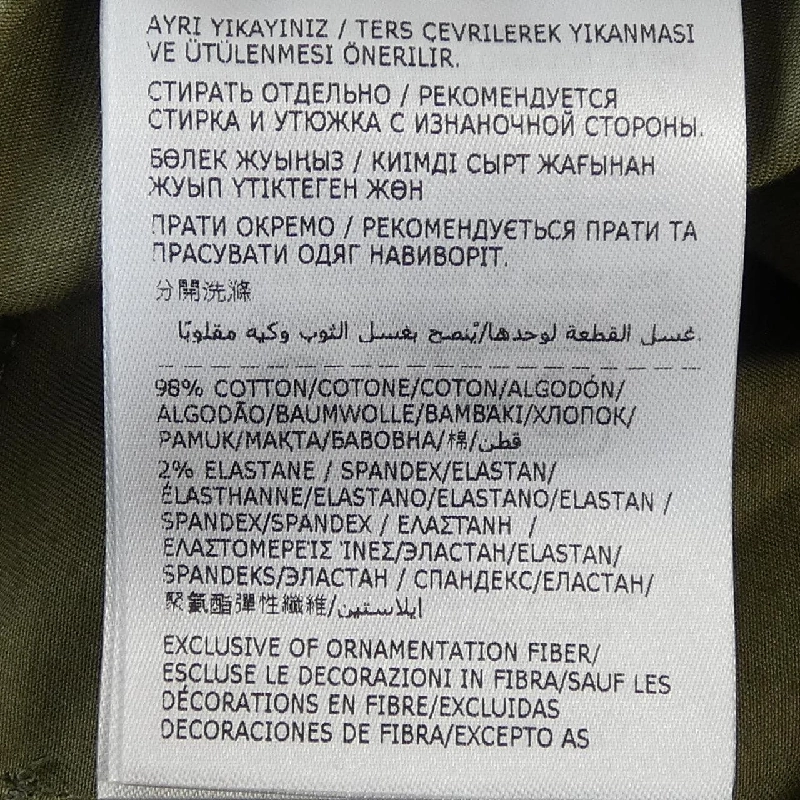 AYRI YIKAYINIZ / TERS ÇEVRILEREK YIKANMASI
VE ÜTÜLENMESI ÖNERILIR.
СТИРАТЬ ОТДЕЛЬНО / РЕКОМЕНДУЕТСЯ
СТИРКА И УТЮЖКА С ИЗНАНОЧНОЙ СТОРОНЫ.
БӨЛЕК ЖУЫҢЫЗ / КИІМДІ СЫРТ ЖАҒЫНАН
ЖУЫП ҮТІКТЕГЕН ЖӨН
ПРАТИ ОКРЕМО / РЕКОМЕНДУЄТЬСЯ ПРАТИ ТА
ПРАСУВАТИ ОДЯГ НАВИВОРІТ.
分開洗滌
غسل القطعة لوحدها/يُنصح بغسل الثوب وكيه مقلوبًا.
98% COTTON/COTONE/COTON/ALGODÓN/
ALGODÃO/BAUMWOLLE/ΒΑΜΒΑΚΙ/ХЛОПОК/
PAMUK/МАҚТА/БАВОВНА/棉/قطن
2% ELASTANE / SPANDEX/ELASTAN/
ÉLASTHANNE/ELASTANO/ELASTANO/ELASTAN /
SPANDEX/SPANDEX / ΕΛΑΣΤΑΝΗ /
ΕΛΑΣΤΟΜΕΡΕΙΣ ΊΝΕΣ/ЭЛАСТАН/ELASTAN/
SPANDEKS/ЭЛАСТАН / СПАНДЕКС/ЕЛАСТАН/
聚氨酯彈性纖維/ايلاستين
EXCLUSIVE OF ORNAMENTATION FIBER/
ESCLUSE LE DECORAZIONI IN FIBRA/SAUF LES
DÉCORATIONS EN FIBRE/EXCLUIDAS
DECORACIONES DE FIBRA/EXCEPTO AS